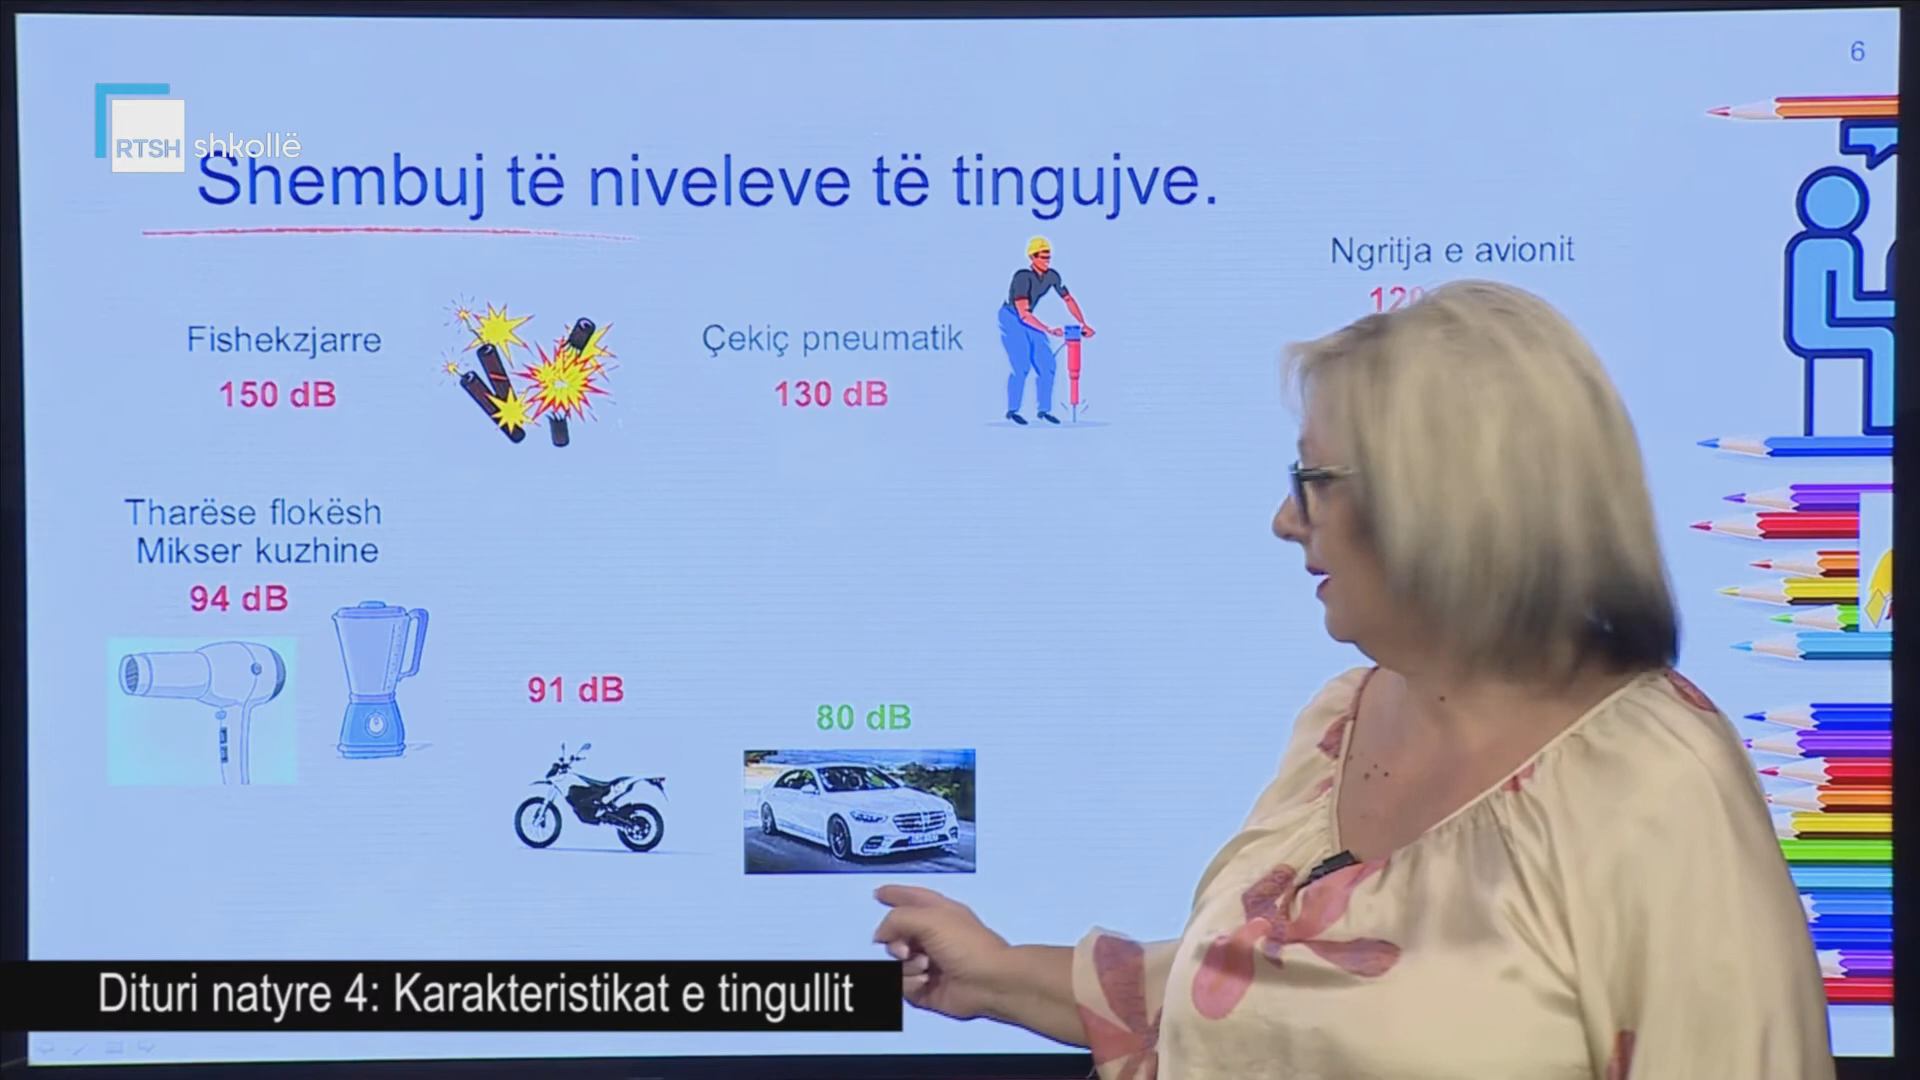 6
RTSH shkollë
Shembuj të niveleve të tingujve.
Ngritja e avionit
120
Fishekzjarre
150 dB
Çekiç pneumatik
130 dB
Tharëse flokësh
Mikser kuzhine
94 dB
91 dB
80 dB
Dituri natyre 4: Karakteristikat e tingullit